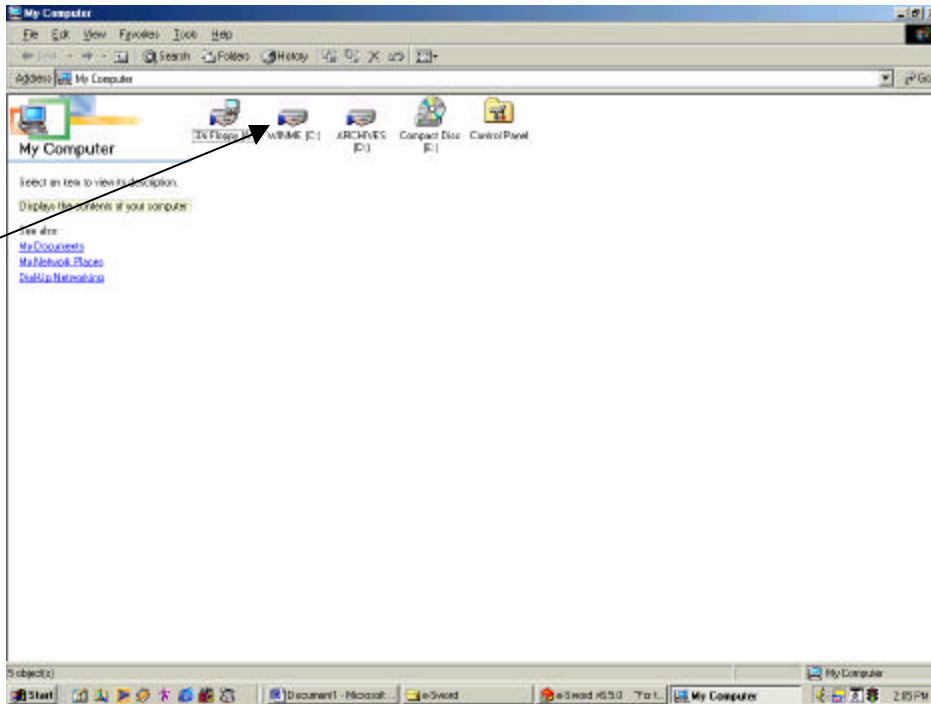 My Computer
File Edit View Favorites Tools Help
Search Folders History
Address My Computer Go
3½ Floppy WINME (C:) ARCHIVES (D:) Compact Disc (E:) Control Panel
My Computer
Select an item to view its description.
Displays the contents of your computer
See also:
My Documents
My Network Places
Dial-Up Networking
5 object(s) My Computer
Start Document1 - Microsoft... e-Sword My Computer 2:05 PM